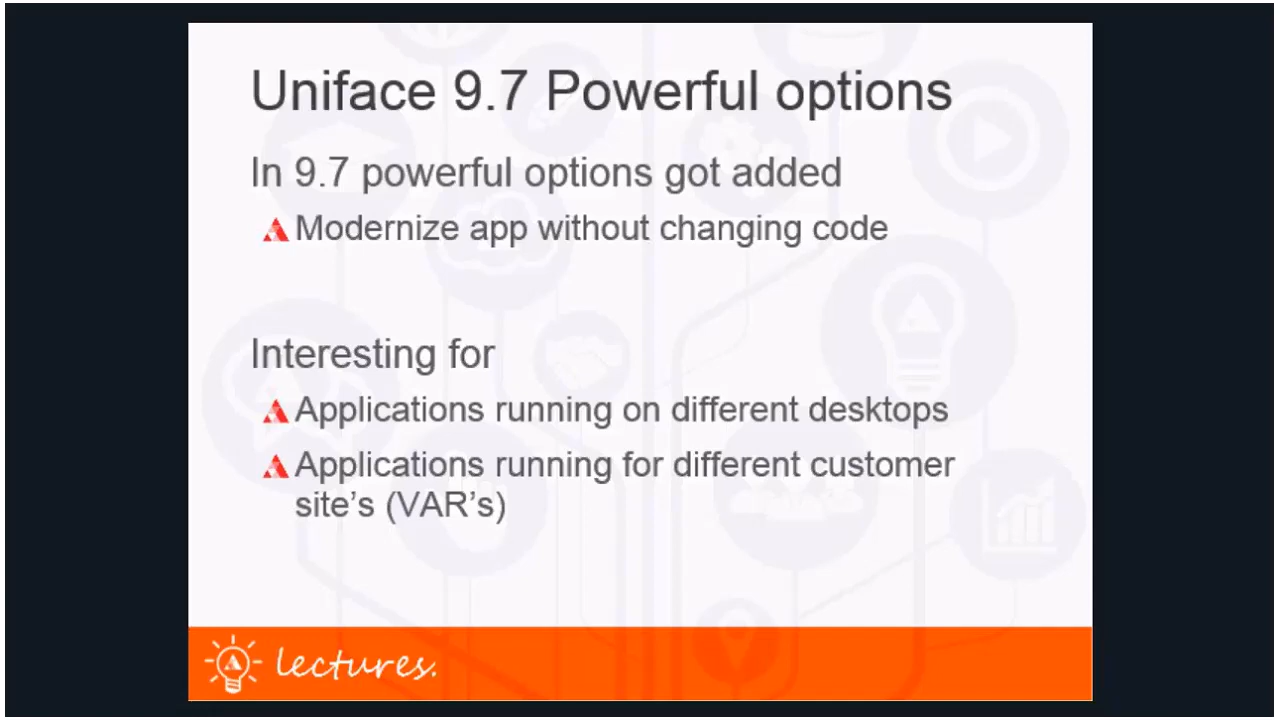 Uniface 9.7 Powerful options
In 9.7 powerful options got added
Modernize app without changing code
Interesting for
Applications running on different desktops
Applications running for different customer
site's (VAR's)
lectures.